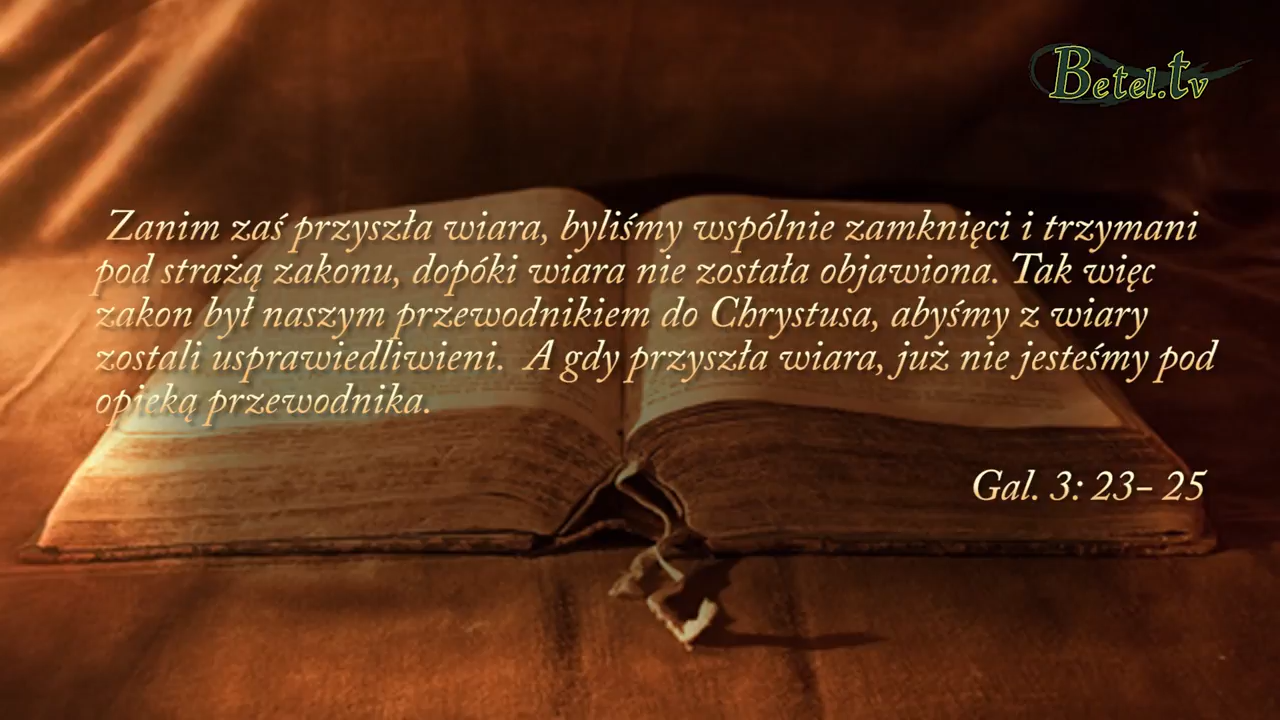 Betel.tv
Zanim zaś przyszła wiara, byliśmy wspólnie zamknięci i trzymani
pod strażą zakonu, dopóki wiara nie została objawiona. Tak więc
zakon był naszym przewodnikiem do Chrystusa, abyśmy z wiary
zostali usprawiedliwieni. A gdy przyszła wiara, już nie jesteśmy pod
opieką przewodnika.
Gal. 3: 23- 25